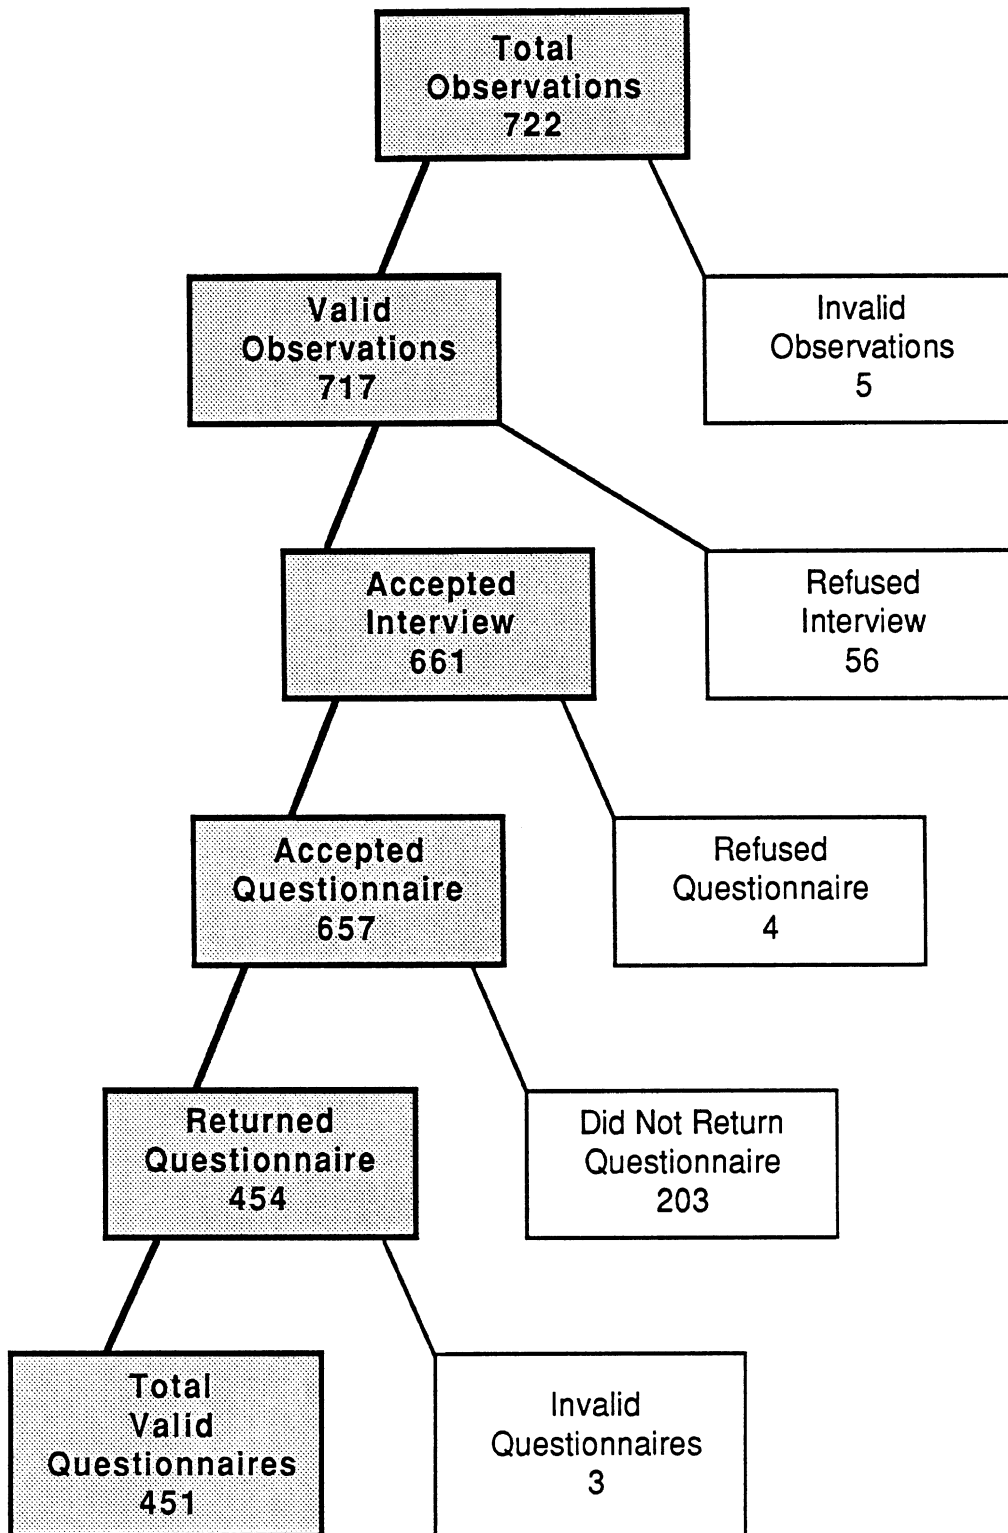 Total
Observations
722
Valid
Observations
717
Invalid
Observations
5
Accepted
Interview
661
Refused
Interview
56
Accepted
Questionnaire
657
Refused
Questionnaire
4
Returned
Questionnaire
454
Did Not Return
Questionnaire
203
Total
Valid
Questionnaires
451
Invalid
Questionnaires
3